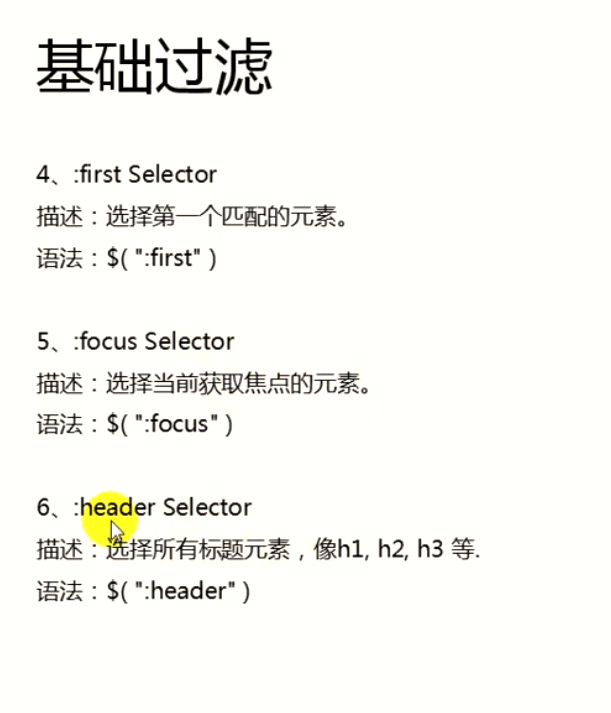 基础过滤
4、:first Selector
描述：选择第一个匹配的元素。
语法：$( ":first" )
5、:focus Selector
描述：选择当前获取焦点的元素。
语法：$( ":focus" )
6、:header Selector
描述：选择所有标题元素，像h1, h2, h3 等.
语法：$( ":header" )